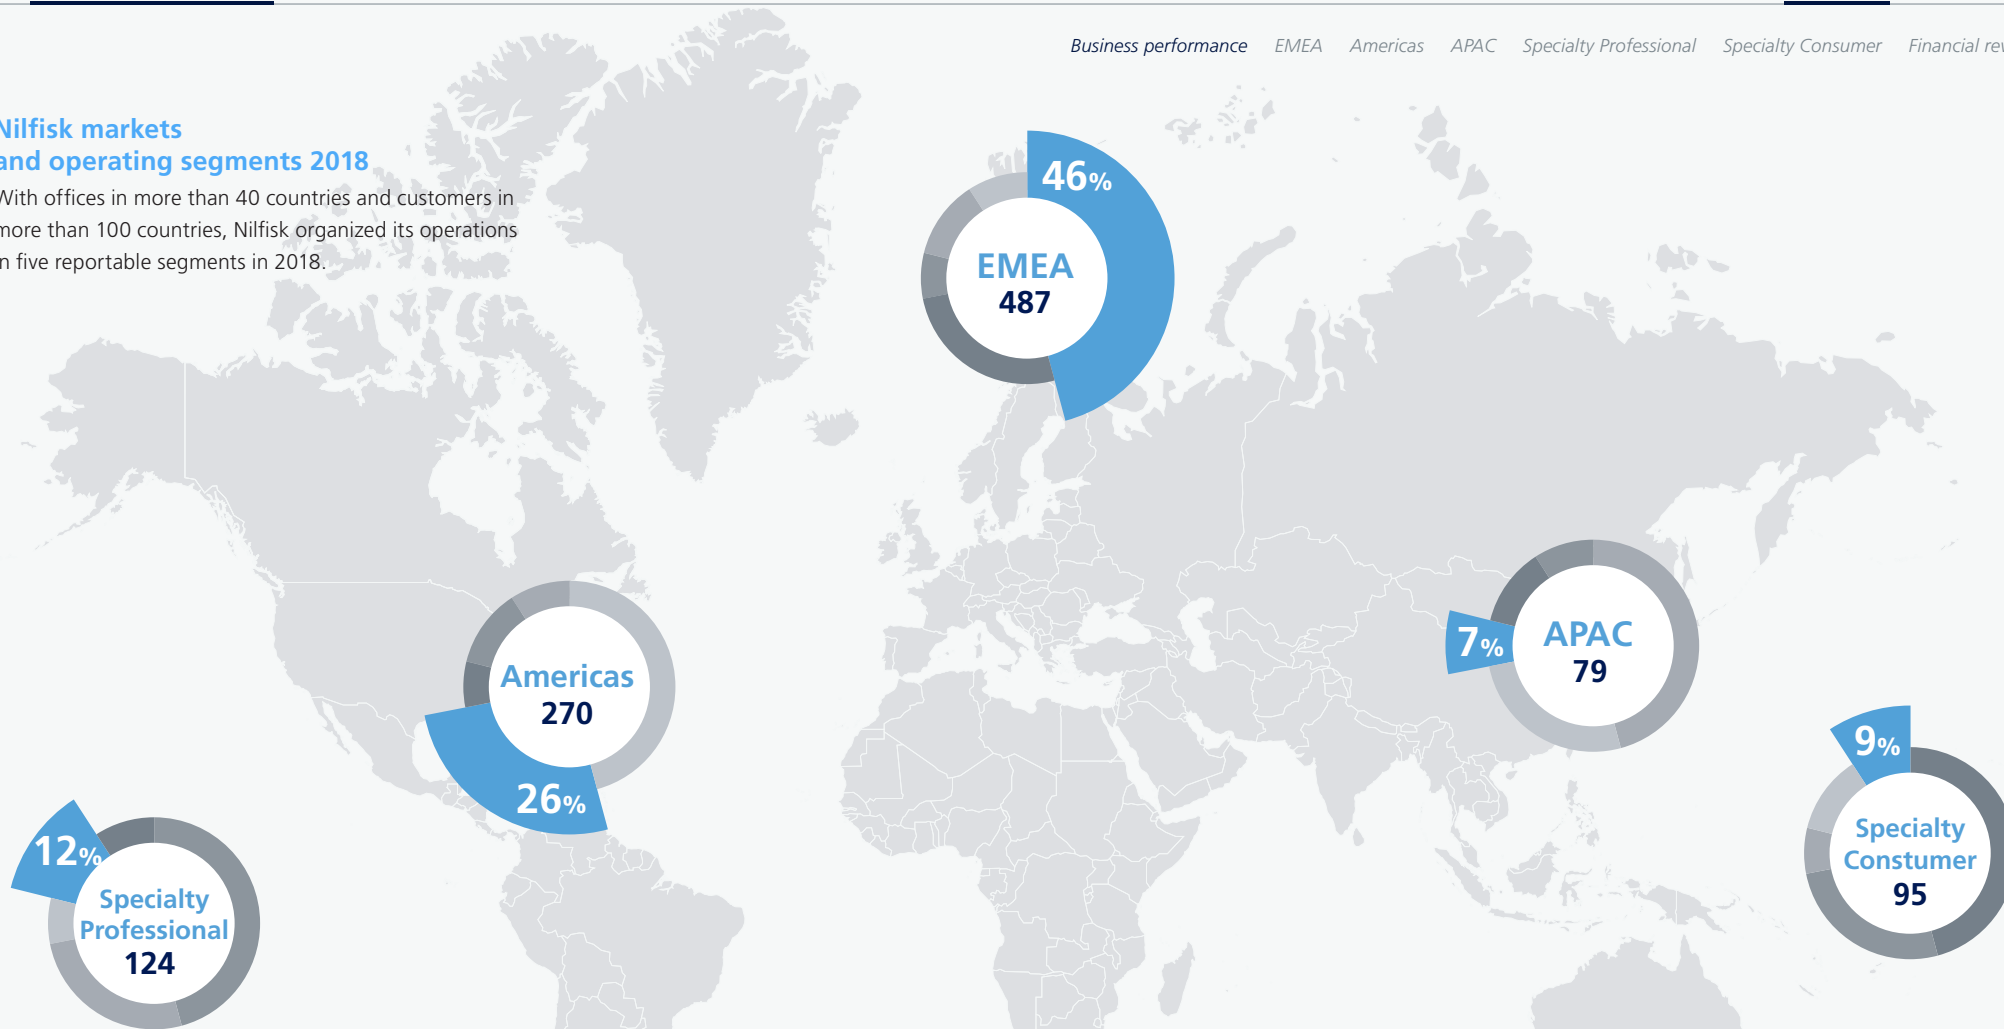 Business performance EMEA Americas APAC Specialty Professional Specialty Consumer Financial rev
Nilfisk markets
and operating segments 2018
With offices in more than 40 countries and customers in
more than 100 countries, Nilfisk organized its operations
in five reportable segments in 2018.
46%
EMEA
487
Americas
270
26%
7%
APAC
79
9%
Specialty
Constumer
95
12%
Specialty
Professional
124